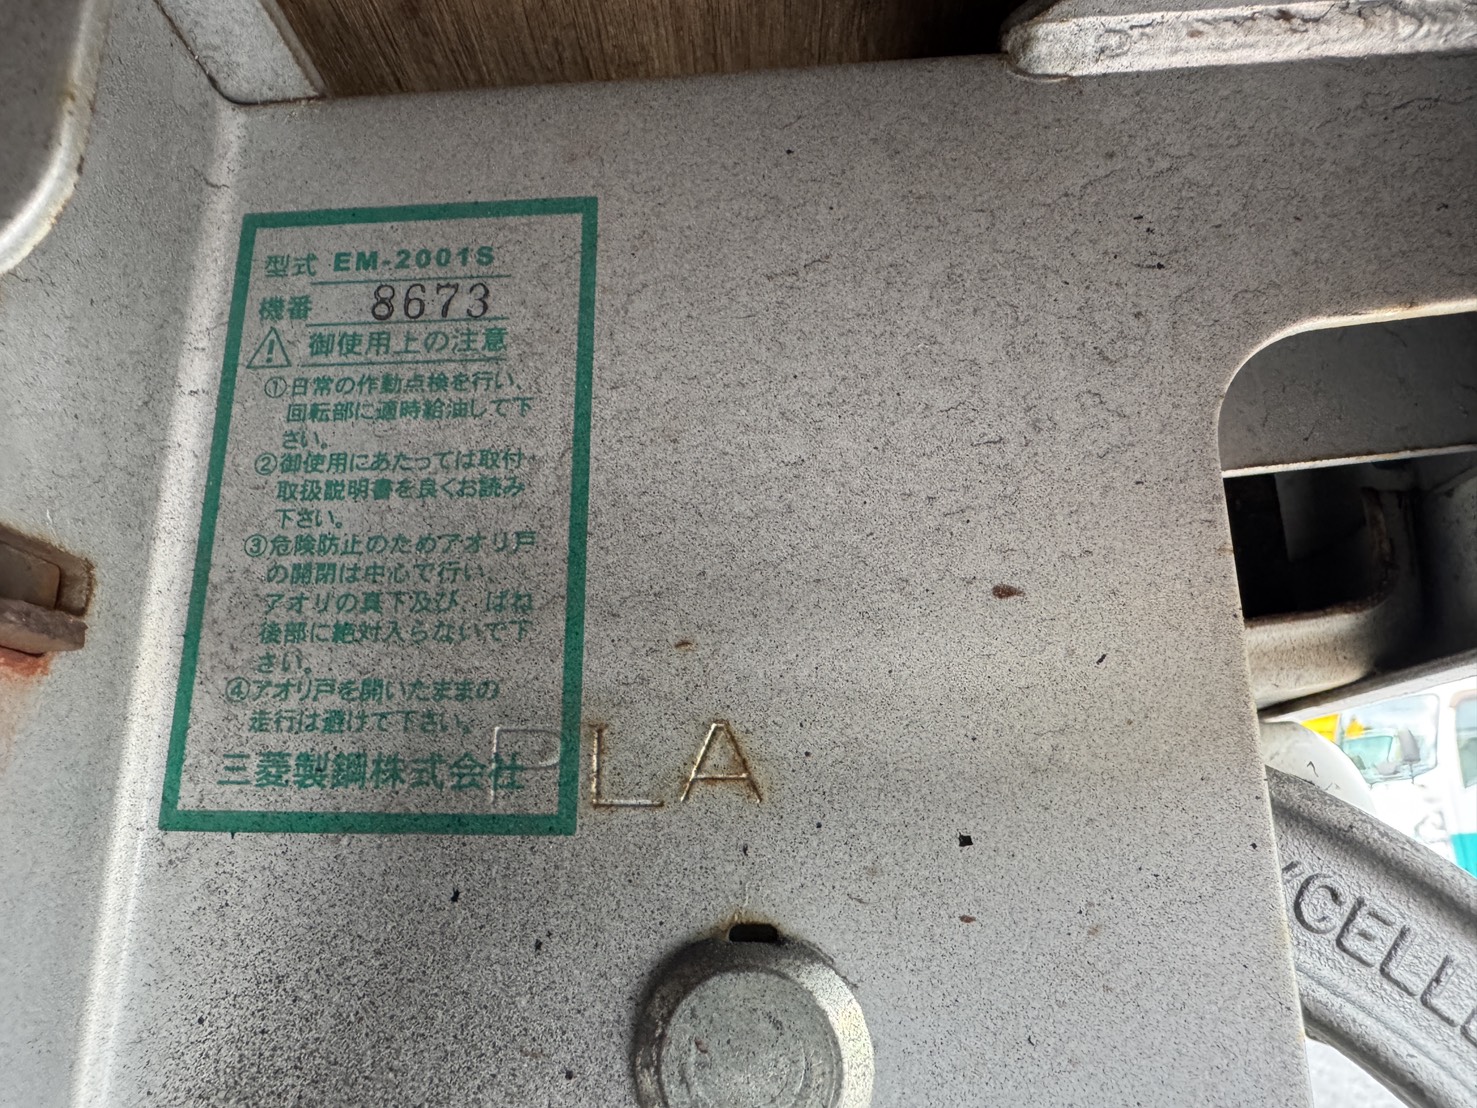 型式 EM-2001S
機番 8673
御使用上の注意
①日常の作動点検を行い、
回転部に適時給油して下
さい。
②御使用にあたっては取付・
取扱説明書を良くお読み
下さい。
③危険防止のためアオリ戸
の開閉は中心で行い、
アオリの真下及び、ばね
後部に絶対入らないで下
さい。
④アオリ戸を開いたままの
走行は避けて下さい。
三菱製鋼株式会社
PLA